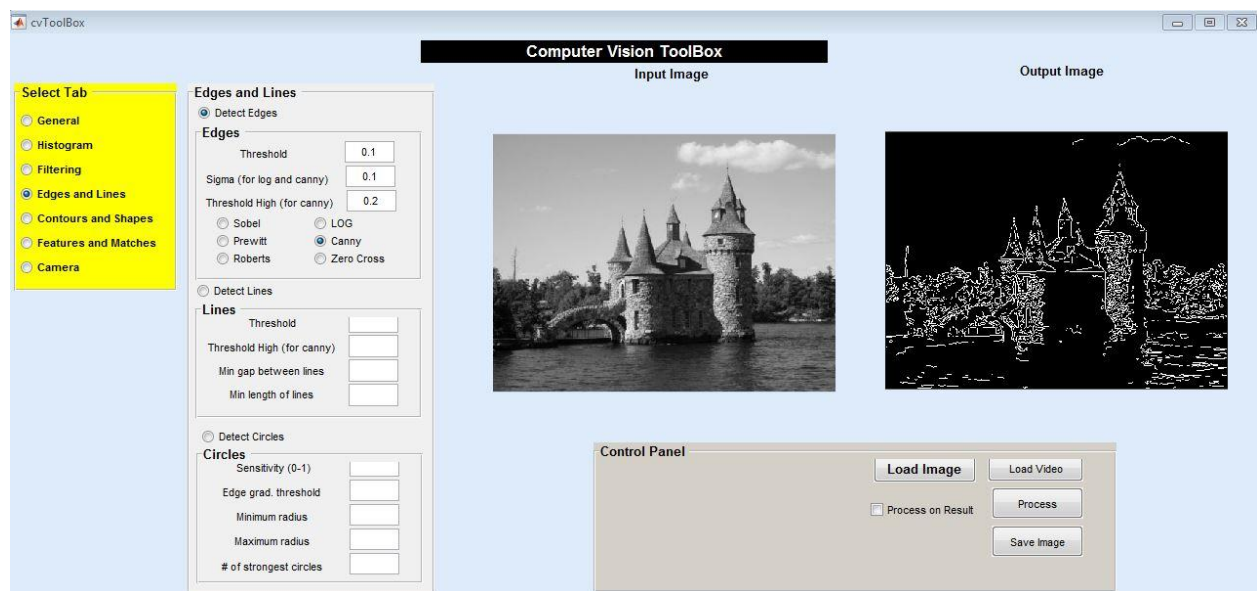 cvToolBox
Computer Vision ToolBox
Input Image
Output Image
Select Tab
General
Histogram
Filtering
Edges and Lines
Contours and Shapes
Features and Matches
Camera
Edges and Lines
Detect Edges
Edges
Threshold 0.1
Sigma (for log and canny) 0.1
Threshold High (for canny) 0.2
Sobel LOG
Prewitt Canny
Roberts Zero Cross
Detect Lines
Lines
Threshold
Threshold High (for canny)
Min gap between lines
Min length of lines
Detect Circles
Circles
Sensitivity (0-1)
Edge grad. threshold
Minimum radius
Maximum radius
# of strongest circles
Control Panel
Load Image Load Video
Process on Result Process
Save Image